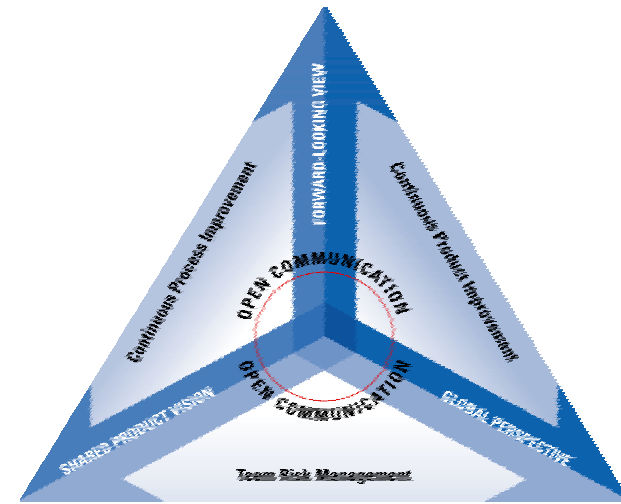 FORWARD-LOOKING VIEW
Continuous Process Improvement
Continuous Product Improvement
OPEN COMMUNICATION
OPEN COMMUNICATION
SHARED PRODUCT VISION
GLOBAL PERSPECTIVE
Team Risk Management